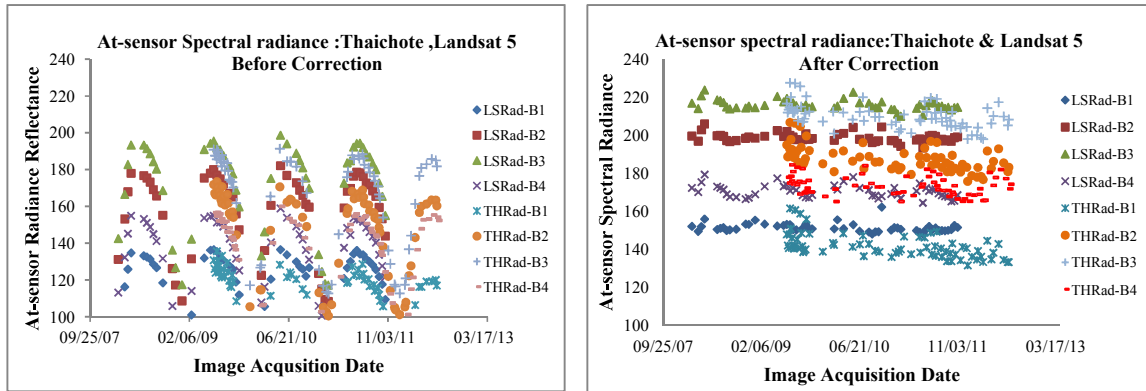 At-sensor Spectral radiance :Thaichote ,Landsat 5
Before Correction
At-sensor Radiance Reflectance
240
220
200
180
160
140
120
100
09/25/07
02/06/09
06/21/10
11/03/11
03/17/13
Image Acqusition Date
LSRad-B1
LSRad-B2
LSRad-B3
LSRad-B4
THRad-B1
THRad-B2
THRad-B3
THRad-B4
At-sensor spectral radiance:Thaichote & Landsat 5
After Correction
At-sensor Spectral Radiance
240
220
200
180
160
140
120
100
09/25/07
02/06/09
06/21/10
11/03/11
03/17/13
Image Acquisition Date
LSRad-B1
LSRad-B2
LSRad-B3
LSRad-B4
THRad-B1
THRad-B2
THRad-B3
THRad-B4